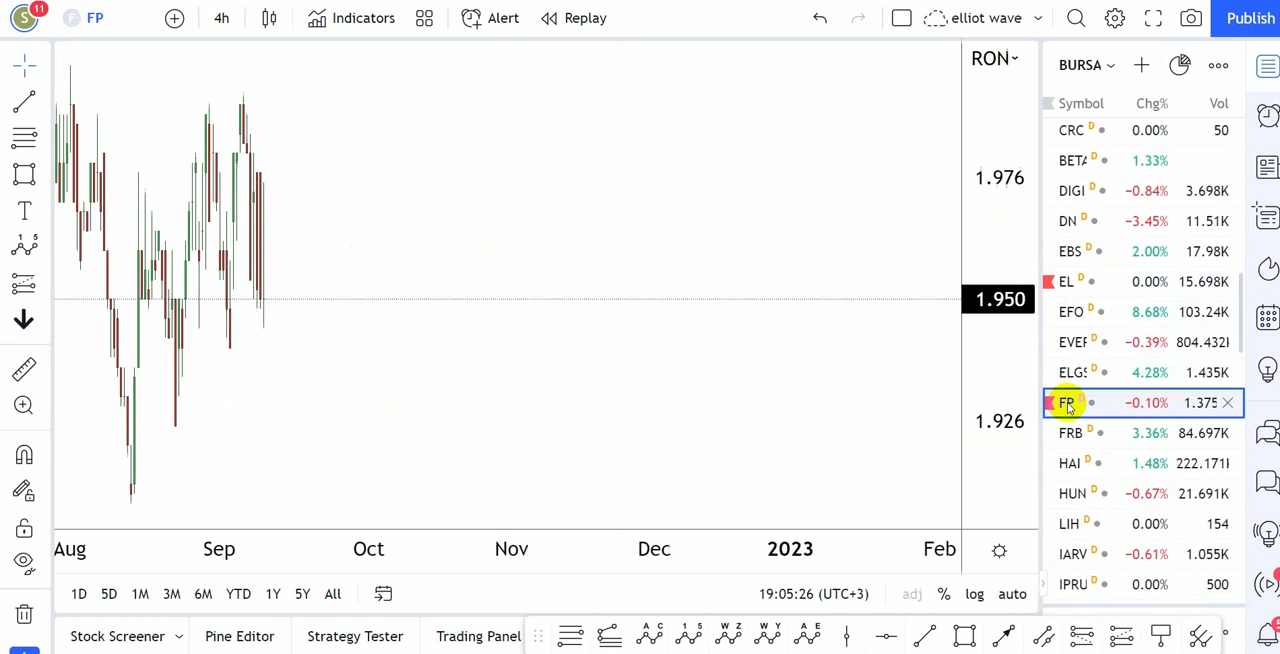 S 11 F FP 4h Indicators Alert Replay elliot wave Publish
RON
1.976
1.950
1.926
Aug Sep Oct Nov Dec 2023 Feb
1D 5D 1M 3M 6M YTD 1Y 5Y All 19:05:26 (UTC+3) adj % log auto
Stock Screener Pine Editor Strategy Tester Trading Panel
A C 1 5 W Z W Y A E
T
1 5
BURSA
Symbol Chg% Vol
CRC D 0.00% 50
BETA D 1.33%
DIGI D −0.84% 3.698K
DN D −3.45% 11.51K
EBS D 2.00% 17.98K
EL D 0.00% 15.698K
EFO D 8.68% 103.24K
EVER D −0.39% 804.432K
ELGS D 4.28% 1.435K
FP D −0.10% 1.375
FRB D 3.36% 84.697K
HAI D 1.48% 222.171K
HUN D −0.67% 21.691K
LIH D 0.00% 154
IARV D −0.61% 1.055K
IPRU D 0.00% 500